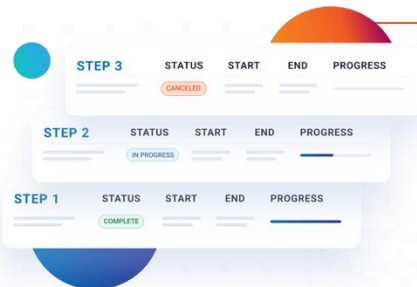 STEP 3 STATUS START END PROGRESS
CANCELED
STEP 2 STATUS START END PROGRESS
IN PROGRESS
STEP 1 STATUS START END PROGRESS
COMPLETE